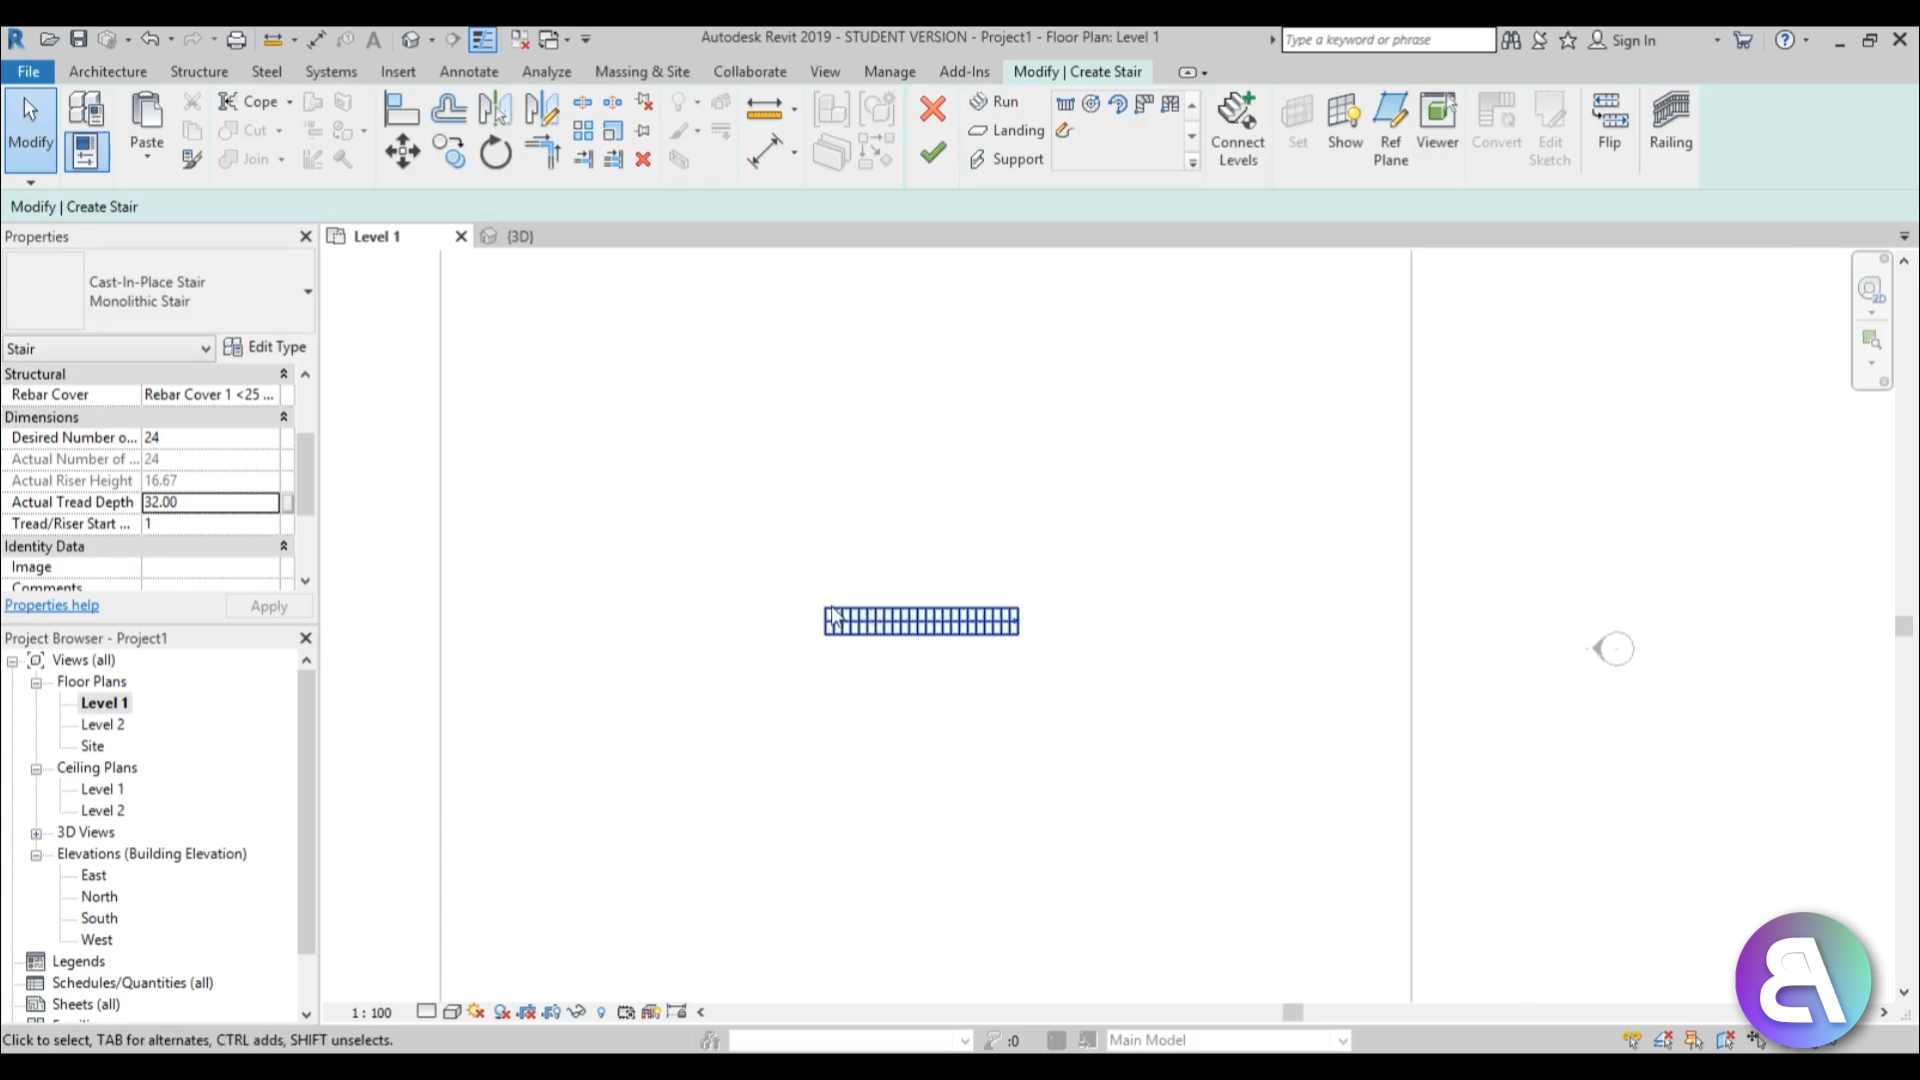 Autodesk Revit 2019 - STUDENT VERSION - Project1 - Floor Plan: Level 1
Type a keyword or phrase
Sign In
File Architecture Structure Steel Systems Insert Annotate Analyze Massing & Site Collaborate View Manage Add-Ins Modify | Create Stair
Modify
Paste
Cope
Cut
Join
Run
Landing
Support
Connect Levels
Set
Show
Ref Plane
Viewer
Convert
Edit Sketch
Flip
Railing
Modify | Create Stair
Properties
Level 1
{3D}
Cast-In-Place Stair
Monolithic Stair
Stair
Edit Type
Structural
Rebar Cover Rebar Cover 1 <25 ...
Dimensions
Desired Number o... 24
Actual Number of ... 24
Actual Riser Height 16.67
Actual Tread Depth 32.00
Tread/Riser Start ... 1
Identity Data
Image
Comments
Properties help
Apply
Project Browser - Project1
Views (all)
Floor Plans
Level 1
Level 2
Site
Ceiling Plans
Level 1
Level 2
3D Views
Elevations (Building Elevation)
East
North
South
West
Legends
Schedules/Quantities (all)
Sheets (all)
1 : 100
Click to select, TAB for alternates, CTRL adds, SHIFT unselects.
:0
Main Model